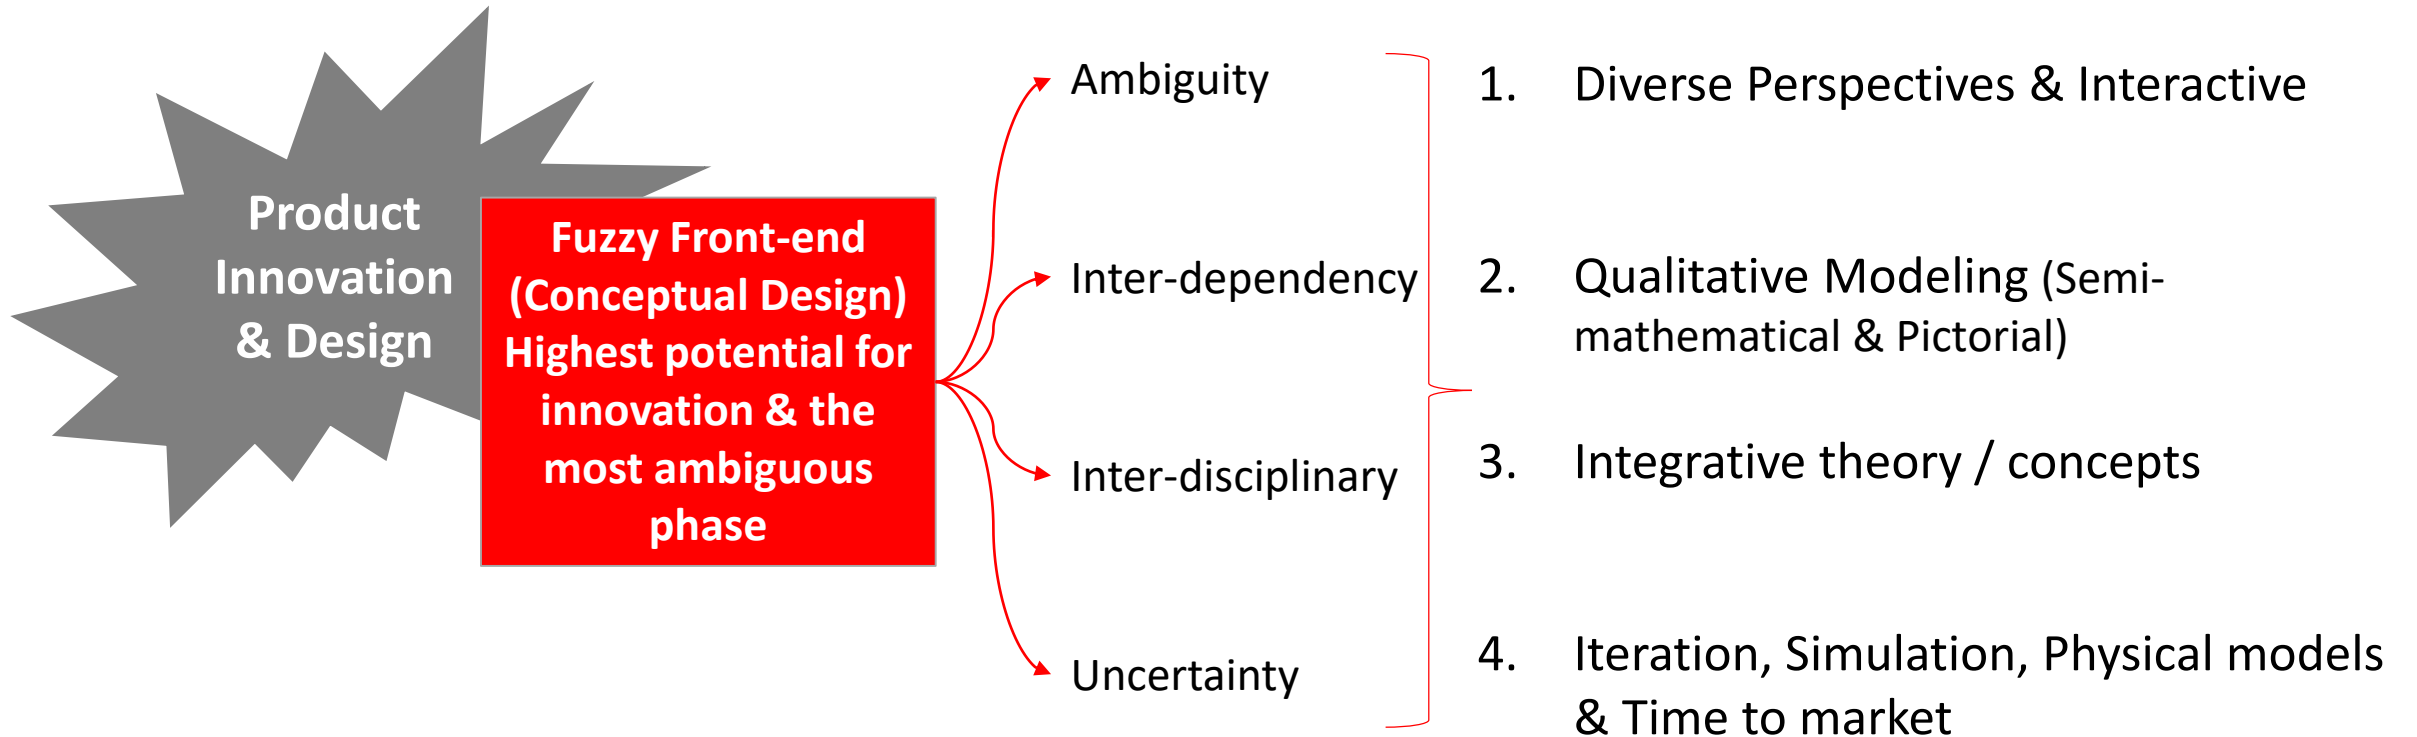 Product
Innovation
& Design
Fuzzy Front-end
(Conceptual Design)
Highest potential for
innovation & the
most ambiguous
phase
Ambiguity
Inter-dependency
Inter-disciplinary
Uncertainty
1. Diverse Perspectives & Interactive
2. Qualitative Modeling (Semi-
mathematical & Pictorial)
3. Integrative theory / concepts
4. Iteration, Simulation, Physical models
& Time to market